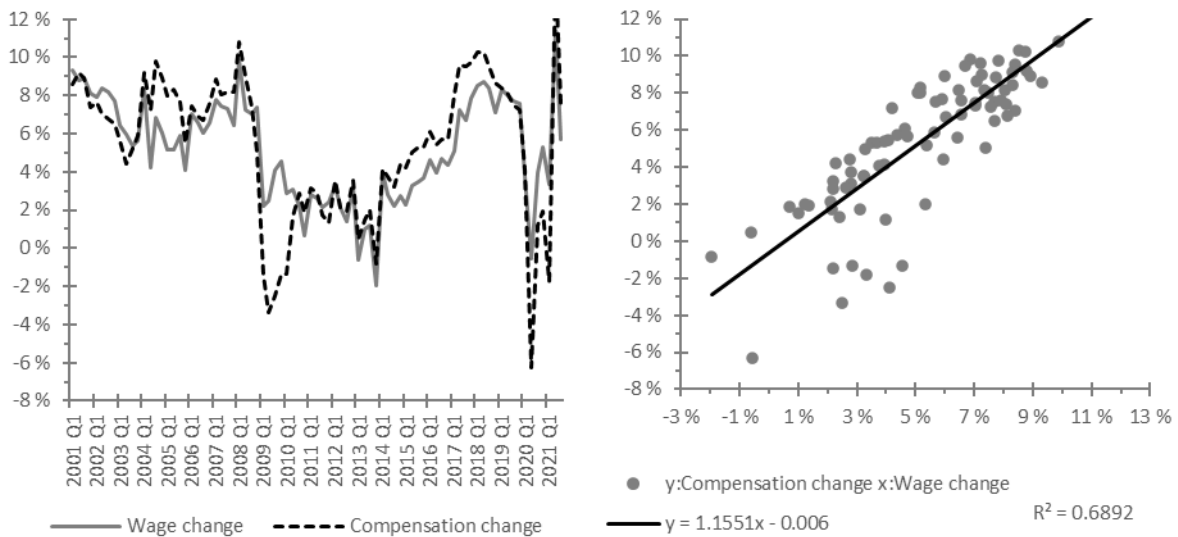 12 %
10 %
8 %
6 %
4 %
2 %
0 %
-2 %
-4 %
-6 %
-8 %
2001 Q1
2002 Q1
2003 Q1
2004 Q1
2005 Q1
2006 Q1
2007 Q1
2008 Q1
2009 Q1
2010 Q1
2011 Q1
2012 Q1
2013 Q1
2014 Q1
2015 Q1
2016 Q1
2017 Q1
2018 Q1
2019 Q1
2020 Q1
2021 Q1
Wage change
Compensation change
12 %
10 %
8 %
6 %
4 %
2 %
0 %
-2 %
-4 %
-6 %
-8 %
-3 % -1 % 1 % 3 % 5 % 7 % 9 % 11 % 13 %
y:Compensation change x:Wage change
y = 1.1551x - 0.006
R² = 0.6892